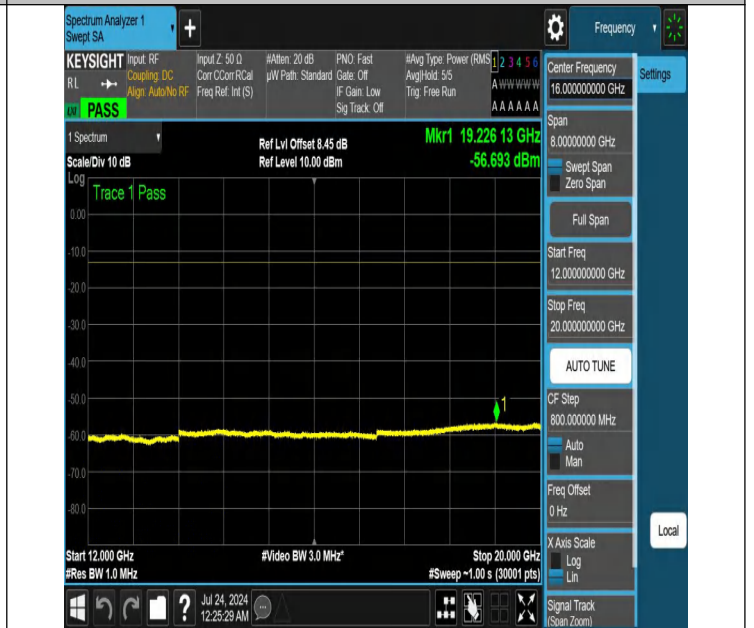 Spectrum Analyzer 1
Swept SA
+
Frequency
KEYSIGHT
RL
LXI PASS
Input: RF
Coupling: DC
Align: Auto/No RF
Input Z: 50 Ω
Corr CCorr RCal
Freq Ref: Int (S)
#Atten: 20 dB
µW Path: Standard
PNO: Fast
Gate: Off
IF Gain: Low
Sig Track: Off
#Avg Type: Power (RMS
Avg|Hold: 5/5
Trig: Free Run
1 2 3 4 5 6
A W W W W W
A A A A A A
Center Frequency
16.000000000 GHz
Settings
1 Spectrum
Scale/Div 10 dB
Ref Lvl Offset 8.45 dB
Ref Level 10.00 dBm
Mkr1 19.226 13 GHz
-56.693 dBm
Log
Trace 1 Pass
0.00
-10.0
-20.0
-30.0
-40.0
-50.0
-60.0
-70.0
-80.0
1
Start 12.000 GHz
#Res BW 1.0 MHz
#Video BW 3.0 MHz*
Stop 20.000 GHz
#Sweep ~1.00 s (30001 pts)
Span
8.00000000 GHz
Swept Span
Zero Span
Full Span
Start Freq
12.000000000 GHz
Stop Freq
20.000000000 GHz
AUTO TUNE
CF Step
800.000000 MHz
Auto
Man
Freq Offset
0 Hz
X Axis Scale
Log
Lin
Signal Track
(Span Zoom)
Local
?
Jul 24, 2024
12:25:29 AM